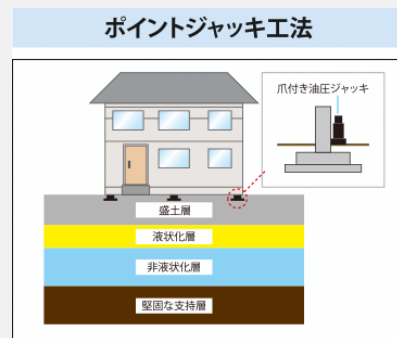 ポイントジャッキ工法
爪付き油圧ジャッキ
盛土層
液状化層
非液状化層
堅固な支持層